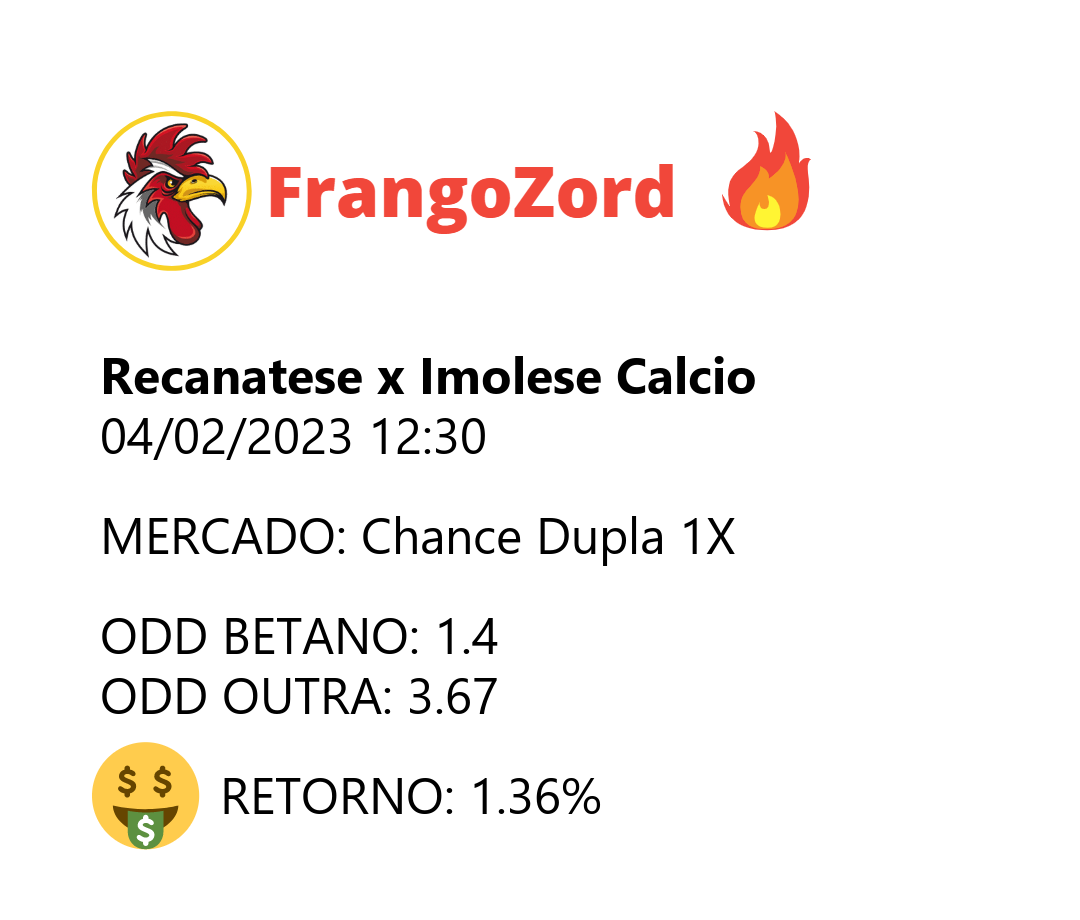 FrangoZord
Recanatese x Imolese Calcio
04/02/2023 12:30
MERCADO: Chance Dupla 1X
ODD BETANO: 1.4
ODD OUTRA: 3.67
RETORNO: 1.36%